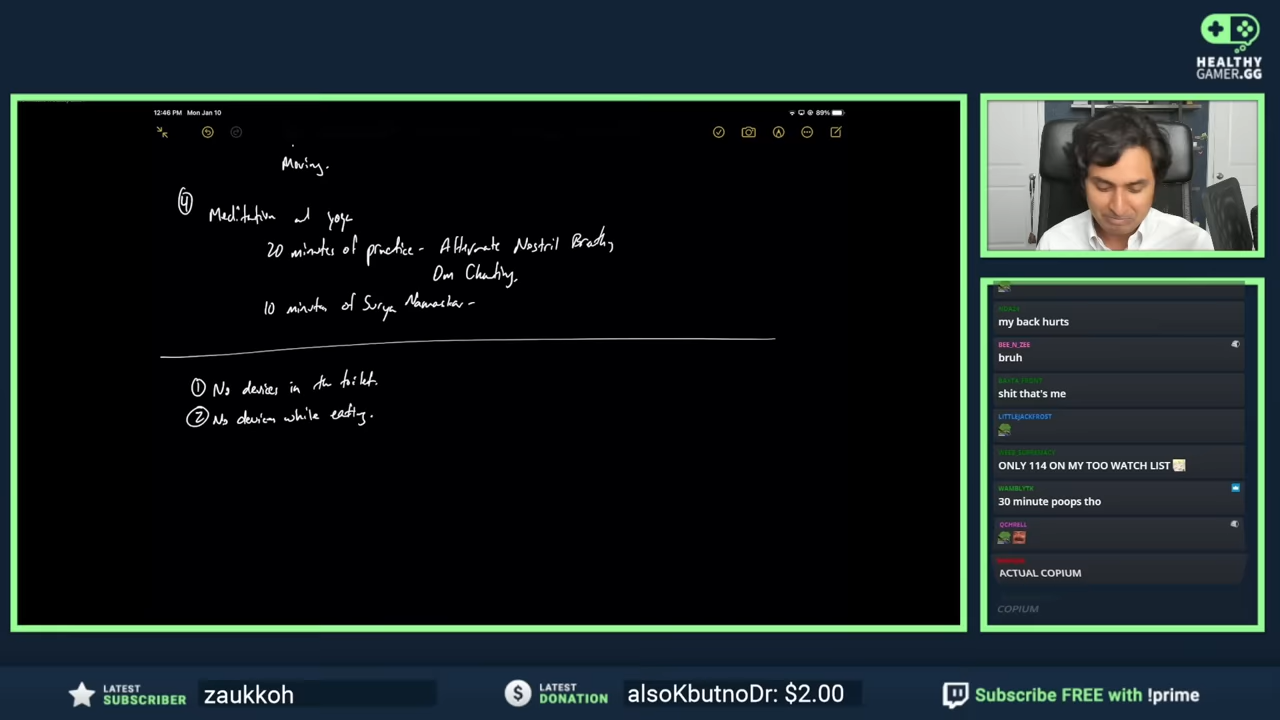 HEALTHY
GAMER.GG
12:46 PM Mon Jan 10
89%
Moving.
4
Meditation and yoga
20 minutes of practice - Alternate Nostril Breathing
Om Chanting.
10 minutes of Surya Namaskar -
1 No devices in the toilet.
2 No devices while eating.
my back hurts
BEE_N_ZEE
bruh
shit that's me
LITTLEJACKFROST
ONLY 114 ON MY TOO WATCH LIST
WAMBLYTX
30 minute poops tho
QCHRELL
ACTUAL COPIUM
COPIUM
LATEST
SUBSCRIBER
zaukkoh
LATEST
DONATION
alsoKbutnoDr: $2.00
Subscribe FREE with !prime